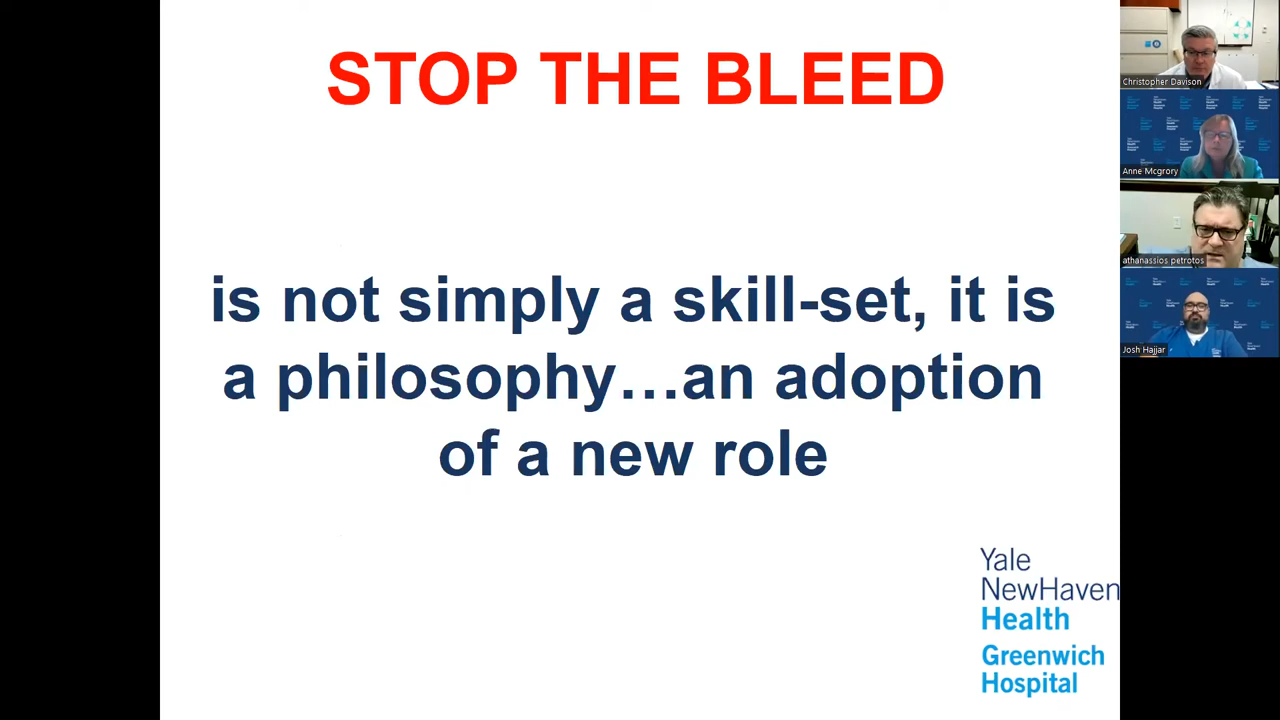 STOP THE BLEED
is not simply a skill-set, it is
a philosophy…an adoption
of a new role
Yale
NewHaven
Health
Greenwich
Hospital
Christopher Davison
Anne Mcgrory
athanassios petrotos
Josh Hajjar